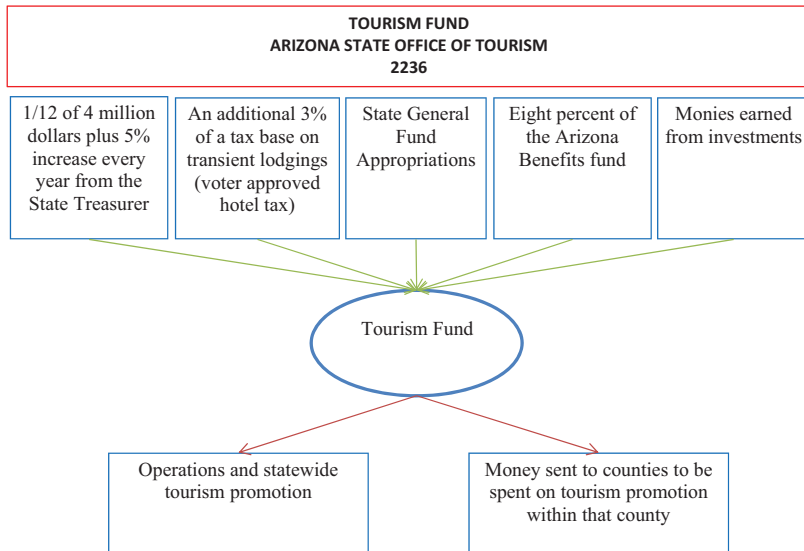 TOURISM FUND
ARIZONA STATE OFFICE OF TOURISM
2236
1/12 of 4 million
dollars plus 5%
increase every
year from the
State Treasurer
An additional 3%
of a tax base on
transient lodgings
(voter approved
hotel tax)
State General
Fund
Appropriations
Eight percent of
the Arizona
Benefits fund
Monies earned
from investments
Tourism Fund
Operations and statewide
tourism promotion
Money sent to counties to be
spent on tourism promotion
within that county